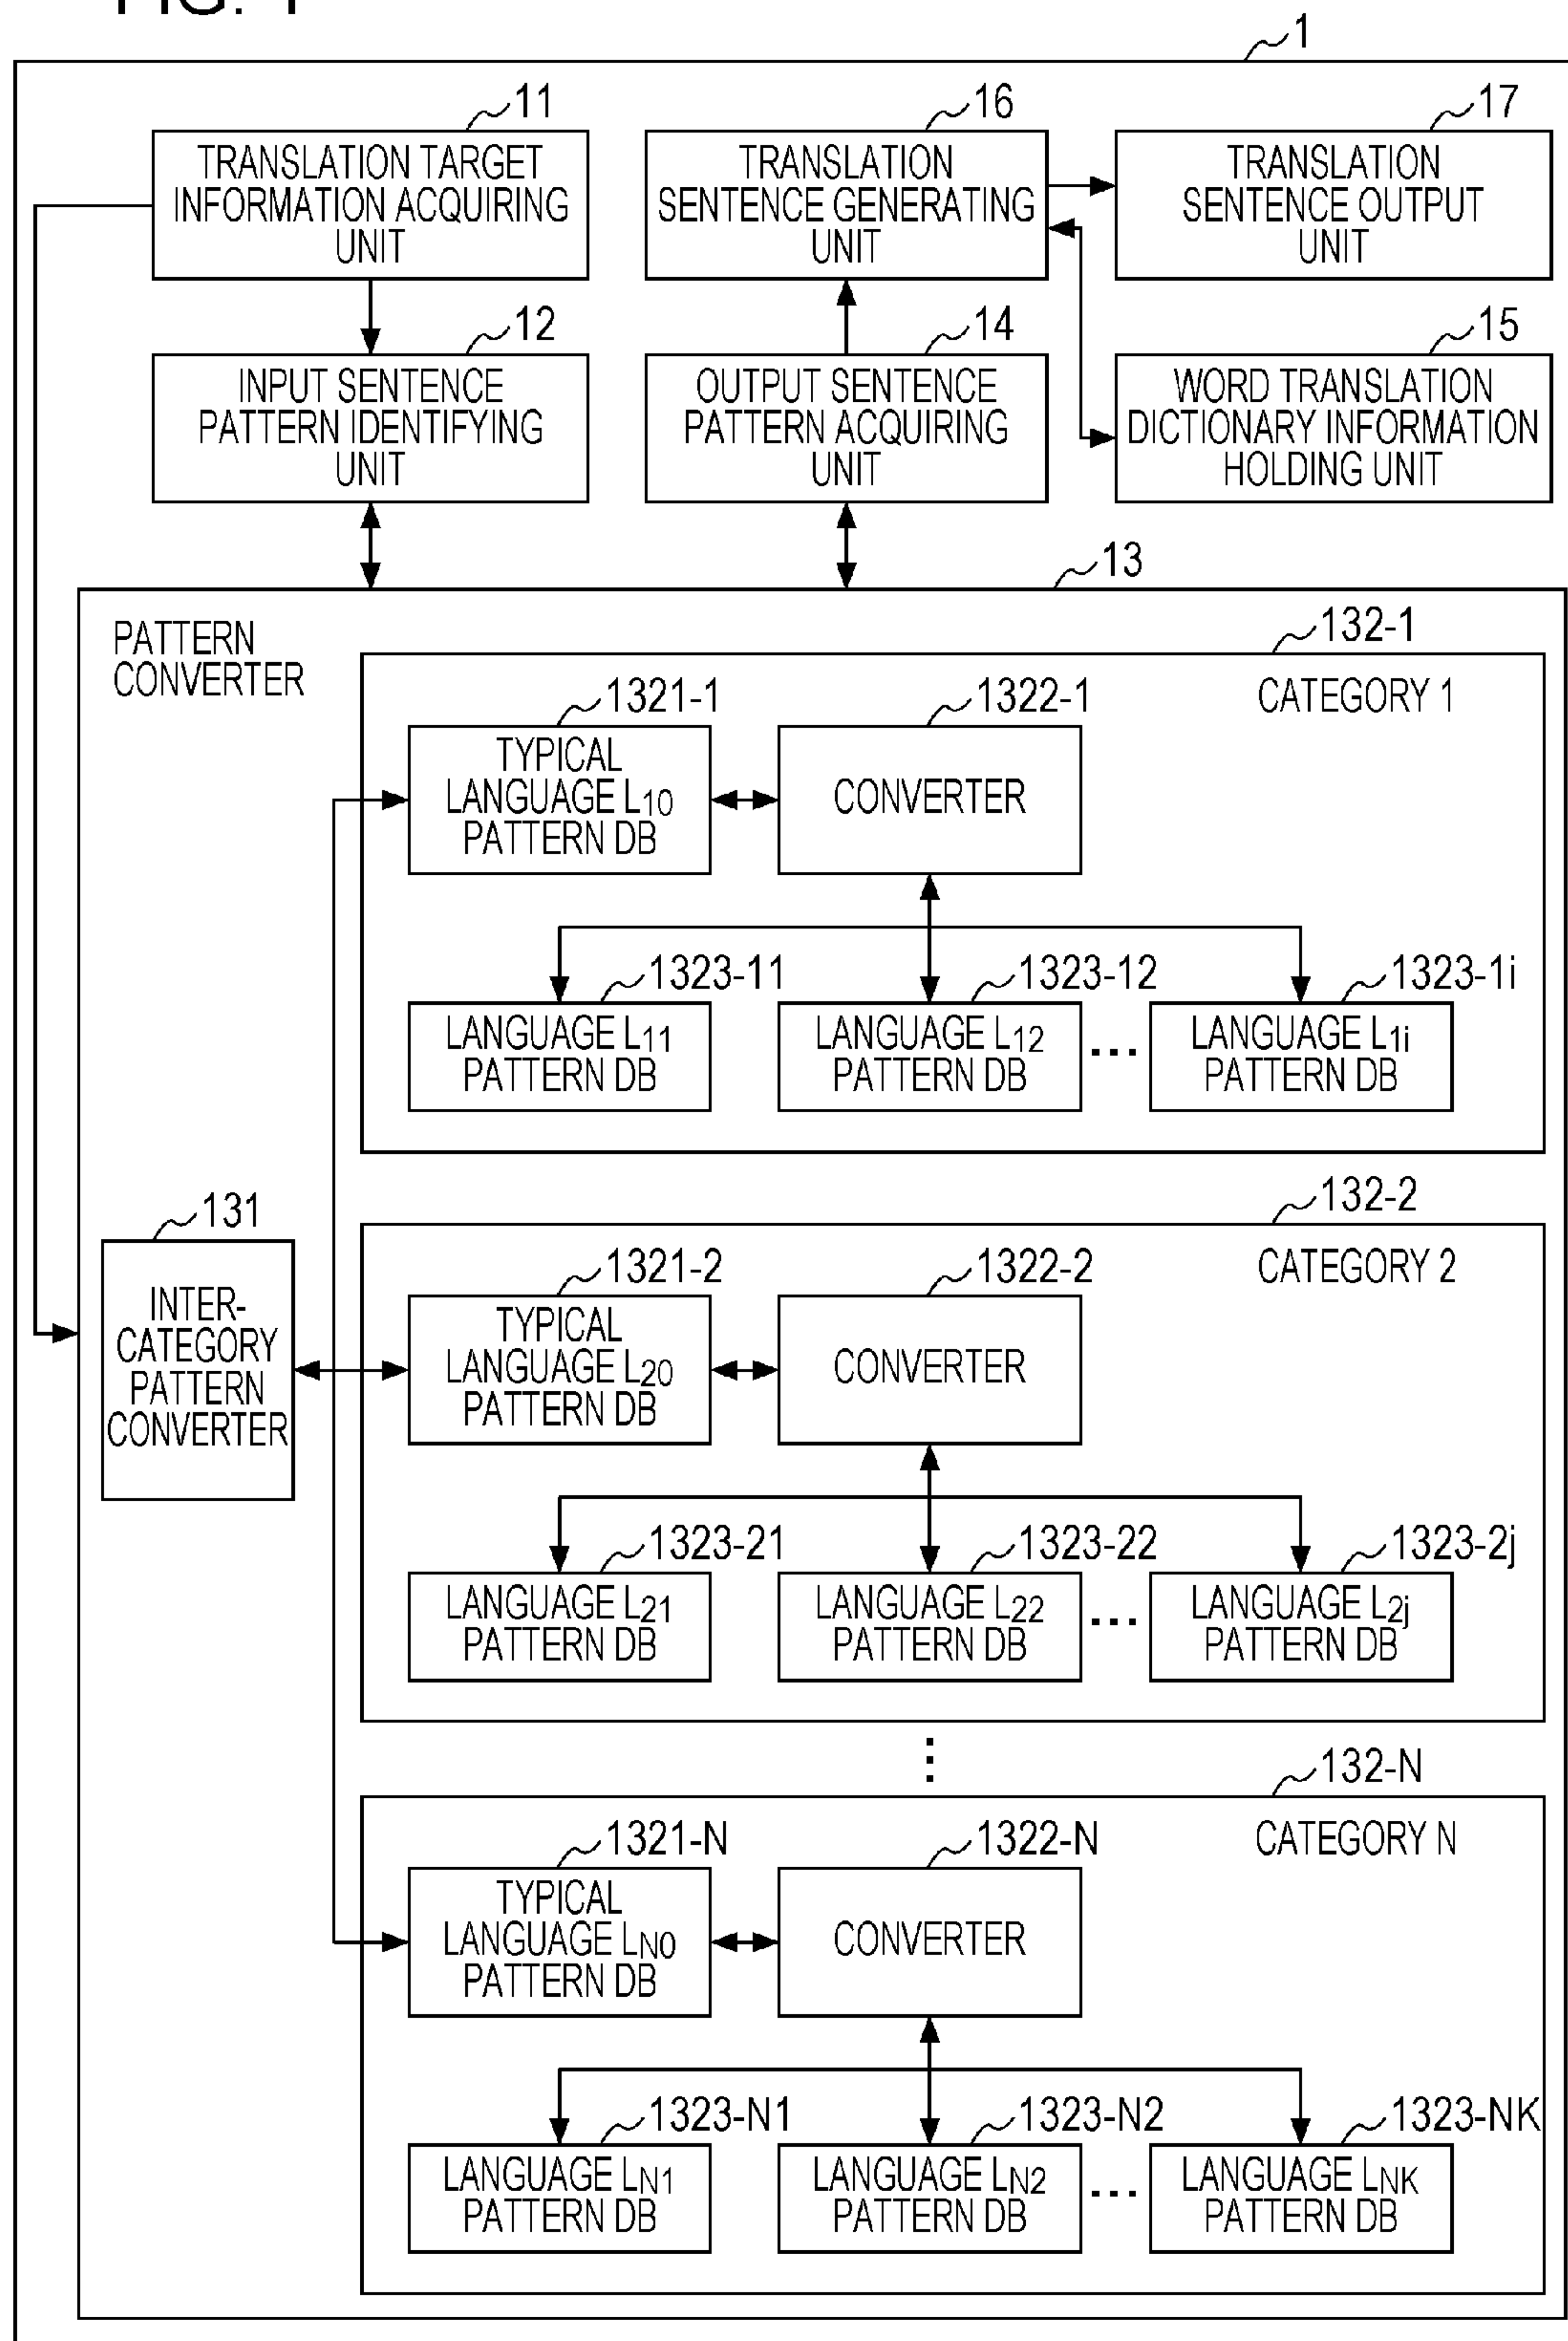 FIG. 1
1
11
TRANSLATION TARGET
INFORMATION ACQUIRING
UNIT
16
TRANSLATION
SENTENCE GENERATING
UNIT
17
TRANSLATION
SENTENCE OUTPUT
UNIT
12
INPUT SENTENCE
PATTERN IDENTIFYING
UNIT
14
OUTPUT SENTENCE
PATTERN ACQUIRING
UNIT
15
WORD TRANSLATION
DICTIONARY INFORMATION
HOLDING UNIT
13
PATTERN
CONVERTER
132-1
CATEGORY 1
1321-1
TYPICAL
LANGUAGE L10
PATTERN DB
1322-1
CONVERTER
1323-11
LANGUAGE L11
PATTERN DB
1323-12
LANGUAGE L12
PATTERN DB
...
1323-1i
LANGUAGE L1i
PATTERN DB
131
INTER-
CATEGORY
PATTERN
CONVERTER
132-2
CATEGORY 2
1321-2
TYPICAL
LANGUAGE L20
PATTERN DB
1322-2
CONVERTER
1323-21
LANGUAGE L21
PATTERN DB
1323-22
LANGUAGE L22
PATTERN DB
...
1323-2j
LANGUAGE L2j
PATTERN DB
⋮
132-N
CATEGORY N
1321-N
TYPICAL
LANGUAGE LN0
PATTERN DB
1322-N
CONVERTER
1323-N1
LANGUAGE LN1
PATTERN DB
1323-N2
LANGUAGE LN2
PATTERN DB
...
1323-NK
LANGUAGE LNK
PATTERN DB